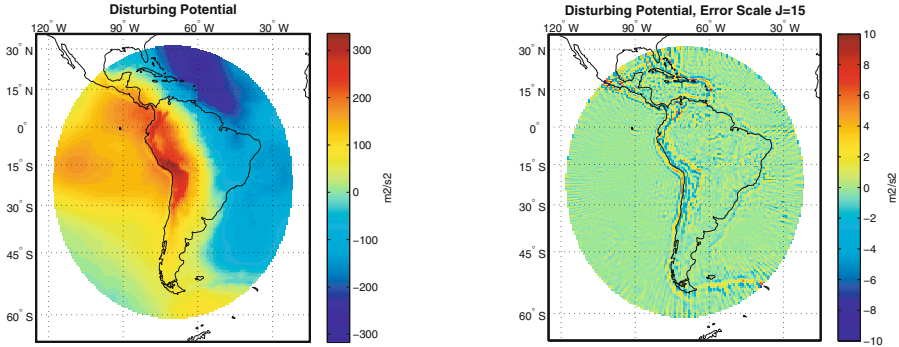 Disturbing Potential
120° W 90° W 60° W 30° W
30° N
15° N
0°
15° S
30° S
45° S
60° S
300
200
100
0
−100
−200
−300
m2/s2
Disturbing Potential, Error Scale J=15
120° W 90° W 60° W 30° W
30° N
15° N
0°
15° S
30° S
45° S
60° S
10
8
6
4
2
0
−2
−4
−6
−8
−10
m2/s2